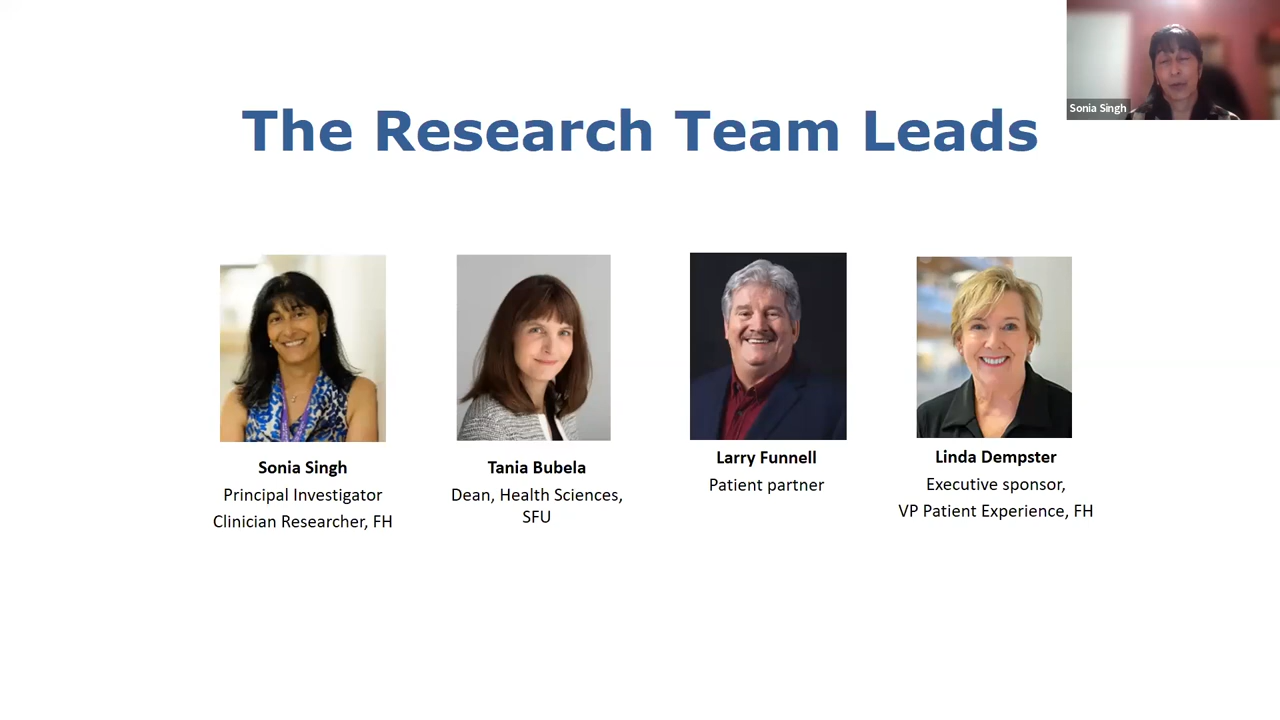 The Research Team Leads
Sonia Singh
Sonia Singh
Principal Investigator
Clinician Researcher, FH
Tania Bubela
Dean, Health Sciences,
SFU
Larry Funnell
Patient partner
Linda Dempster
Executive sponsor,
VP Patient Experience, FH